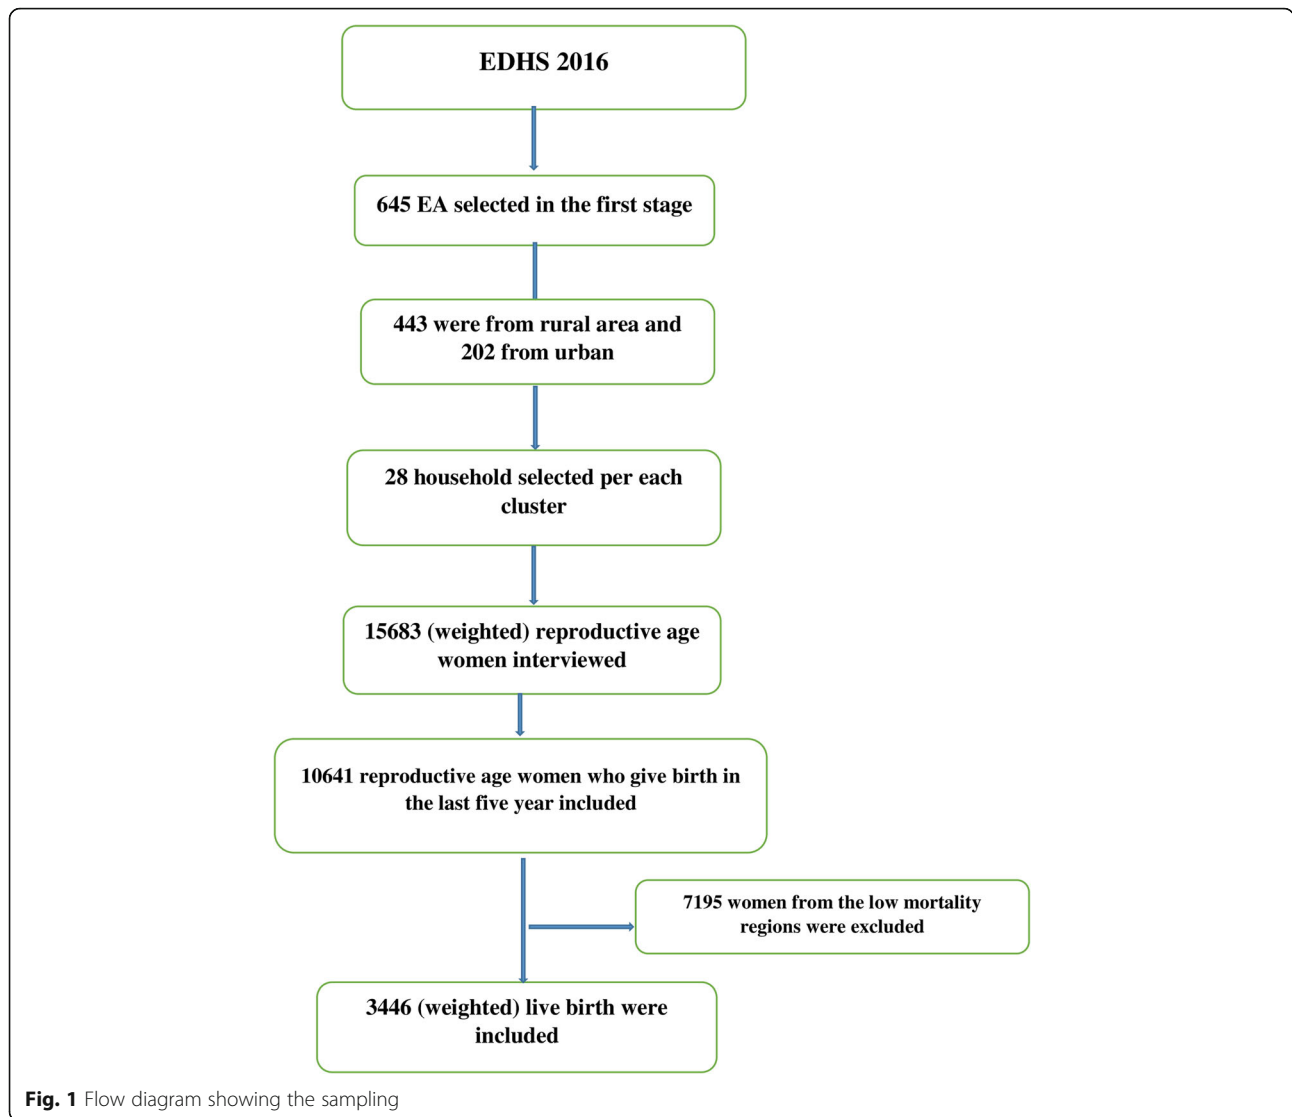 EDHS 2016
645 EA selected in the first stage
443 were from rural area and
202 from urban
28 household selected per each
cluster
15683 (weighted) reproductive age
women interviewed
10641 reproductive age women who give birth in
the last five year included
7195 women from the low mortality
regions were excluded
3446 (weighted) live birth were
included
Fig. 1 Flow diagram showing the sampling